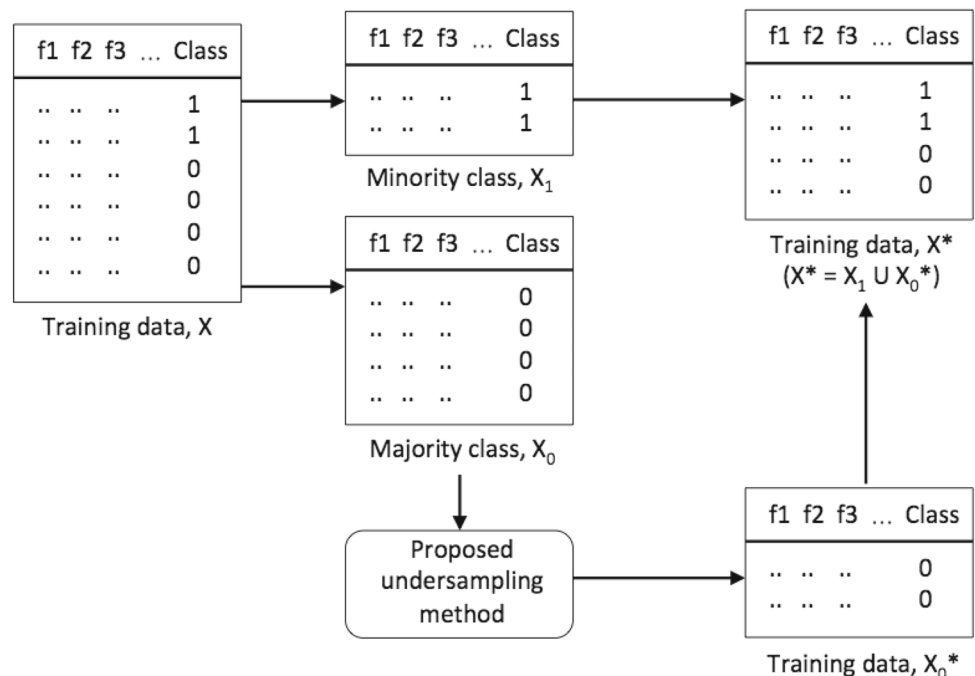 f1 f2 f3 ... Class
.. .. .. 1
.. .. .. 1
.. .. .. 0
.. .. .. 0
.. .. .. 0
.. .. .. 0
Training data, X
f1 f2 f3 ... Class
.. .. .. 1
.. .. .. 1
Minority class, X₁
f1 f2 f3 ... Class
.. .. .. 0
.. .. .. 0
.. .. .. 0
.. .. .. 0
Majority class, X₀
Proposed
undersampling
method
f1 f2 f3 ... Class
.. .. .. 0
.. .. .. 0
Training data, X₀*
f1 f2 f3 ... Class
.. .. .. 1
.. .. .. 1
.. .. .. 0
.. .. .. 0
Training data, X*
(X* = X₁ U X₀*)